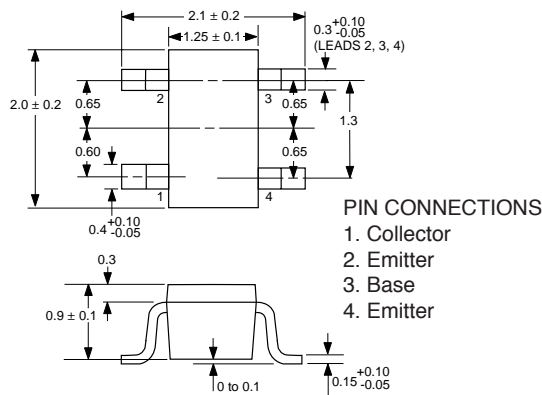 2.1 ± 0.2
1.25 ± 0.1
0.3 +0.10 -0.05
(LEADS 2, 3, 4)
2
3
2.0 ± 0.2
0.65
0.65
1.3
0.60
0.65
1
4
0.4 +0.10 -0.05
PIN CONNECTIONS
1. Collector
2. Emitter
3. Base
4. Emitter
0.3
0.9 ± 0.1
0 to 0.1
0.15 +0.10 -0.05